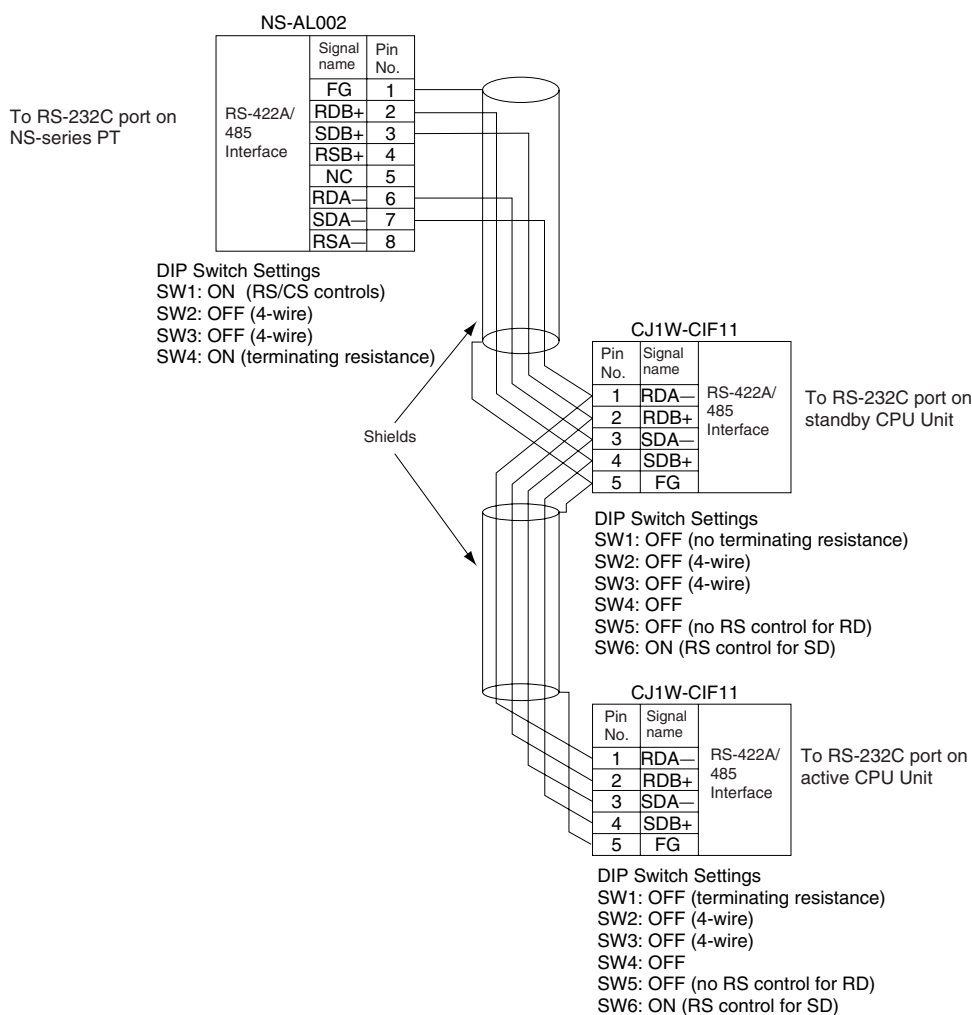 NS-AL002
Signal name Pin No.
FG 1
To RS-232C port on
NS-series PT
RS-422A/
485
Interface
RDB+ 2
SDB+ 3
RSB+ 4
NC 5
RDA— 6
SDA— 7
RSA— 8
DIP Switch Settings
SW1: ON (RS/CS controls)
SW2: OFF (4-wire)
SW3: OFF (4-wire)
SW4: ON (terminating resistance)
Shields
CJ1W-CIF11
Pin No. Signal name
1 RDA—
2 RDB+
3 SDA—
4 SDB+
5 FG
RS-422A/
485
Interface
To RS-232C port on
standby CPU Unit
DIP Switch Settings
SW1: OFF (no terminating resistance)
SW2: OFF (4-wire)
SW3: OFF (4-wire)
SW4: OFF
SW5: OFF (no RS control for RD)
SW6: ON (RS control for SD)
CJ1W-CIF11
Pin No. Signal name
1 RDA—
2 RDB+
3 SDA—
4 SDB+
5 FG
RS-422A/
485
Interface
To RS-232C port on
active CPU Unit
DIP Switch Settings
SW1: OFF (terminating resistance)
SW2: OFF (4-wire)
SW3: OFF (4-wire)
SW4: OFF
SW5: OFF (no RS control for RD)
SW6: ON (RS control for SD)